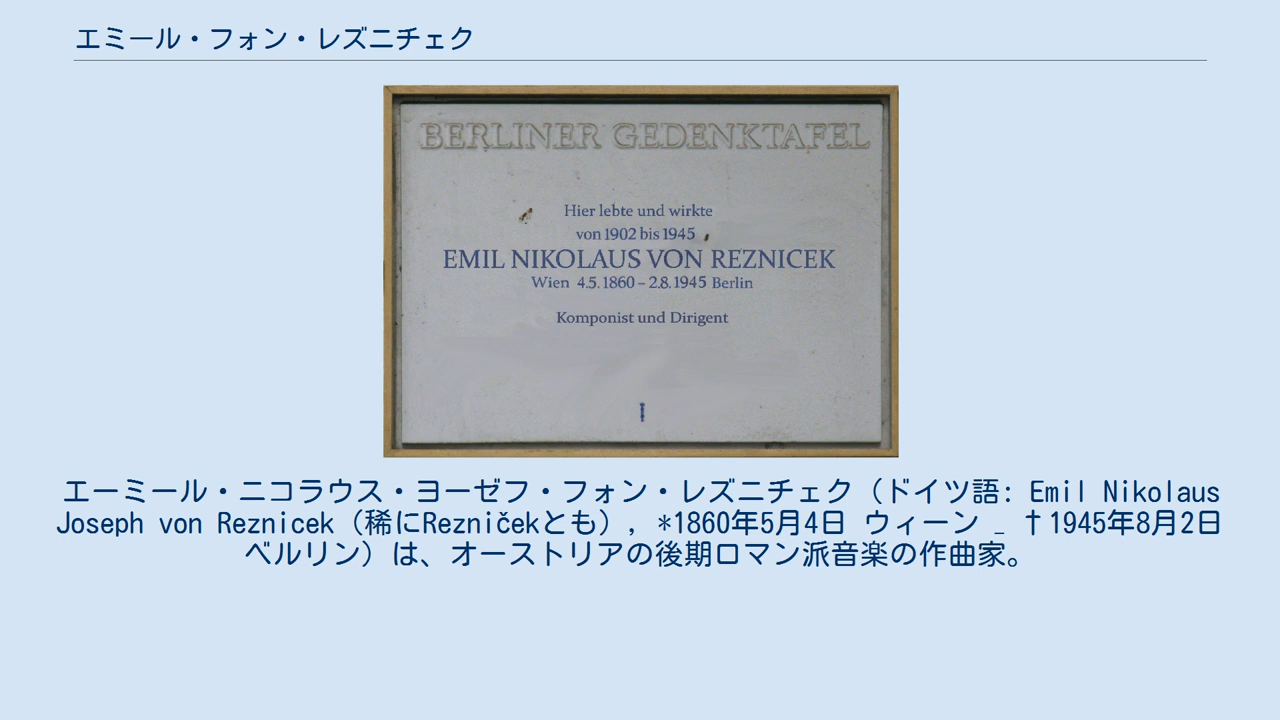 エミール・フォン・レズニチェク
BERLINER GEDENKTAFEL
Hier lebte und wirkte
von 1902 bis 1945
EMIL NIKOLAUS VON REZNICEK
Wien 4.5.1860 – 2.8.1945 Berlin
Komponist und Dirigent
エーミール・ニコラウス・ヨーゼフ・フォン・レズニチェク（ドイツ語: Emil Nikolaus
Joseph von Reznicek（稀にRezničekとも）, *1860年5月4日 ウィーン _ †1945年8月2日
ベルリン）は、オーストリアの後期ロマン派音楽の作曲家。